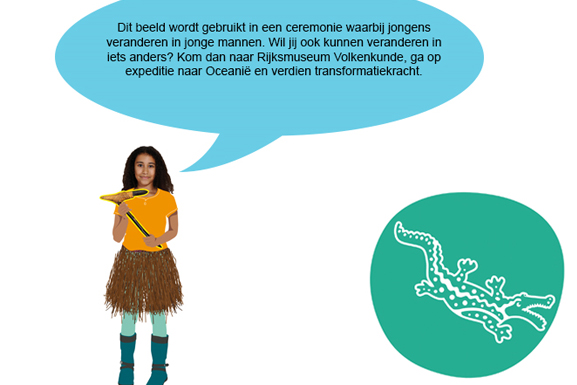 Dit beeld wordt gebruikt in een ceremonie waarbij jongens
veranderen in jonge mannen. Wil jij ook kunnen veranderen in
iets anders? Kom dan naar Rijksmuseum Volkenkunde, ga op
expeditie naar Oceanië en verdien transformatiekracht.